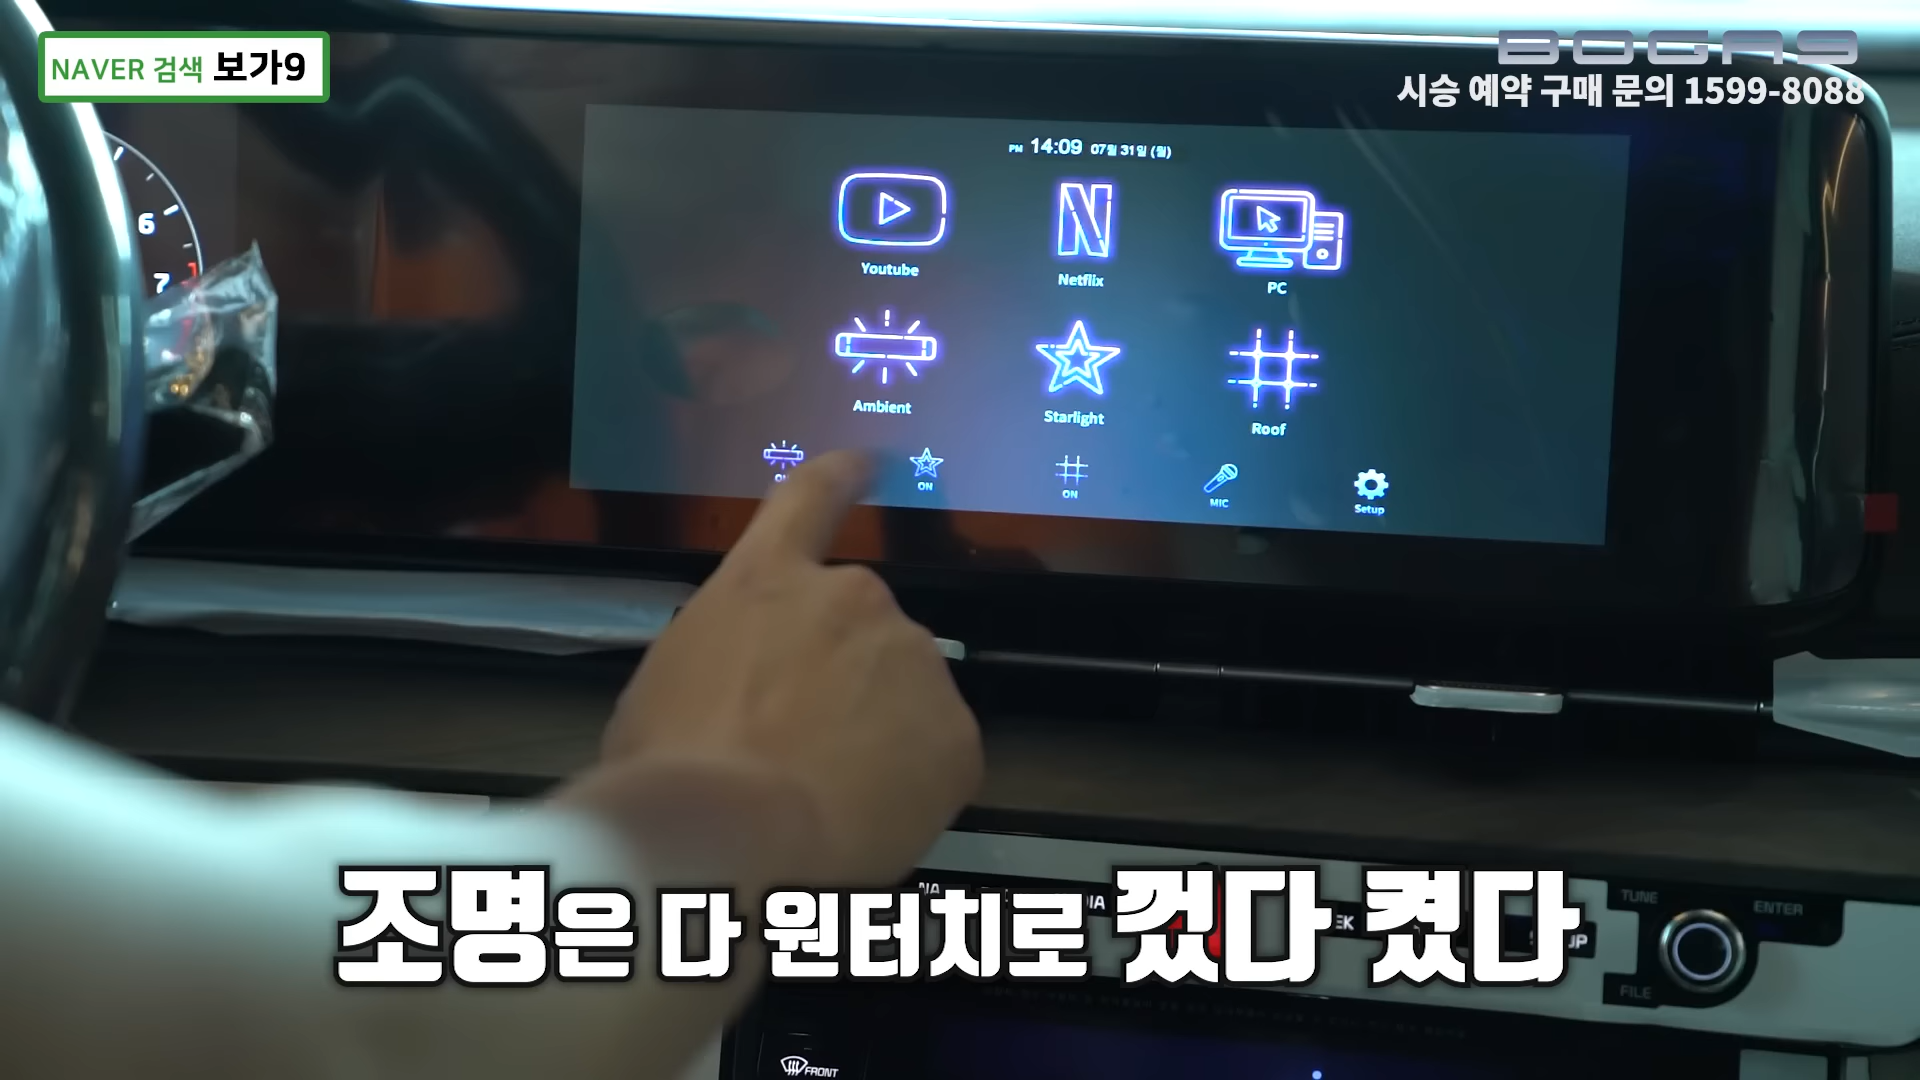 NAVER 검색 보가9
BOGA9
시승 예약 구매 문의 1599-8088
PM 14:09 07월 31일 (월)
6
7
Youtube
Netflix
PC
Ambient
Starlight
Roof
ON
ON
MIC
Setup
조명은 다 원터치로 껐다 켰다
TUNE
ENTER
FILE
FRONT